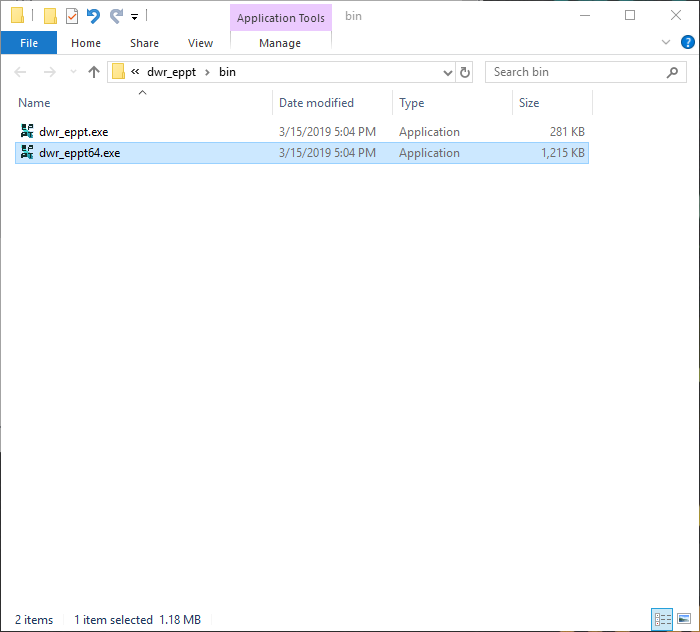 Application Tools bin
File Home Share View Manage
« dwr_eppt › bin Search bin
Name Date modified Type Size
dwr_eppt.exe 3/15/2019 5:04 PM Application 281 KB
dwr_eppt64.exe 3/15/2019 5:04 PM Application 1,215 KB
2 items 1 item selected 1.18 MB